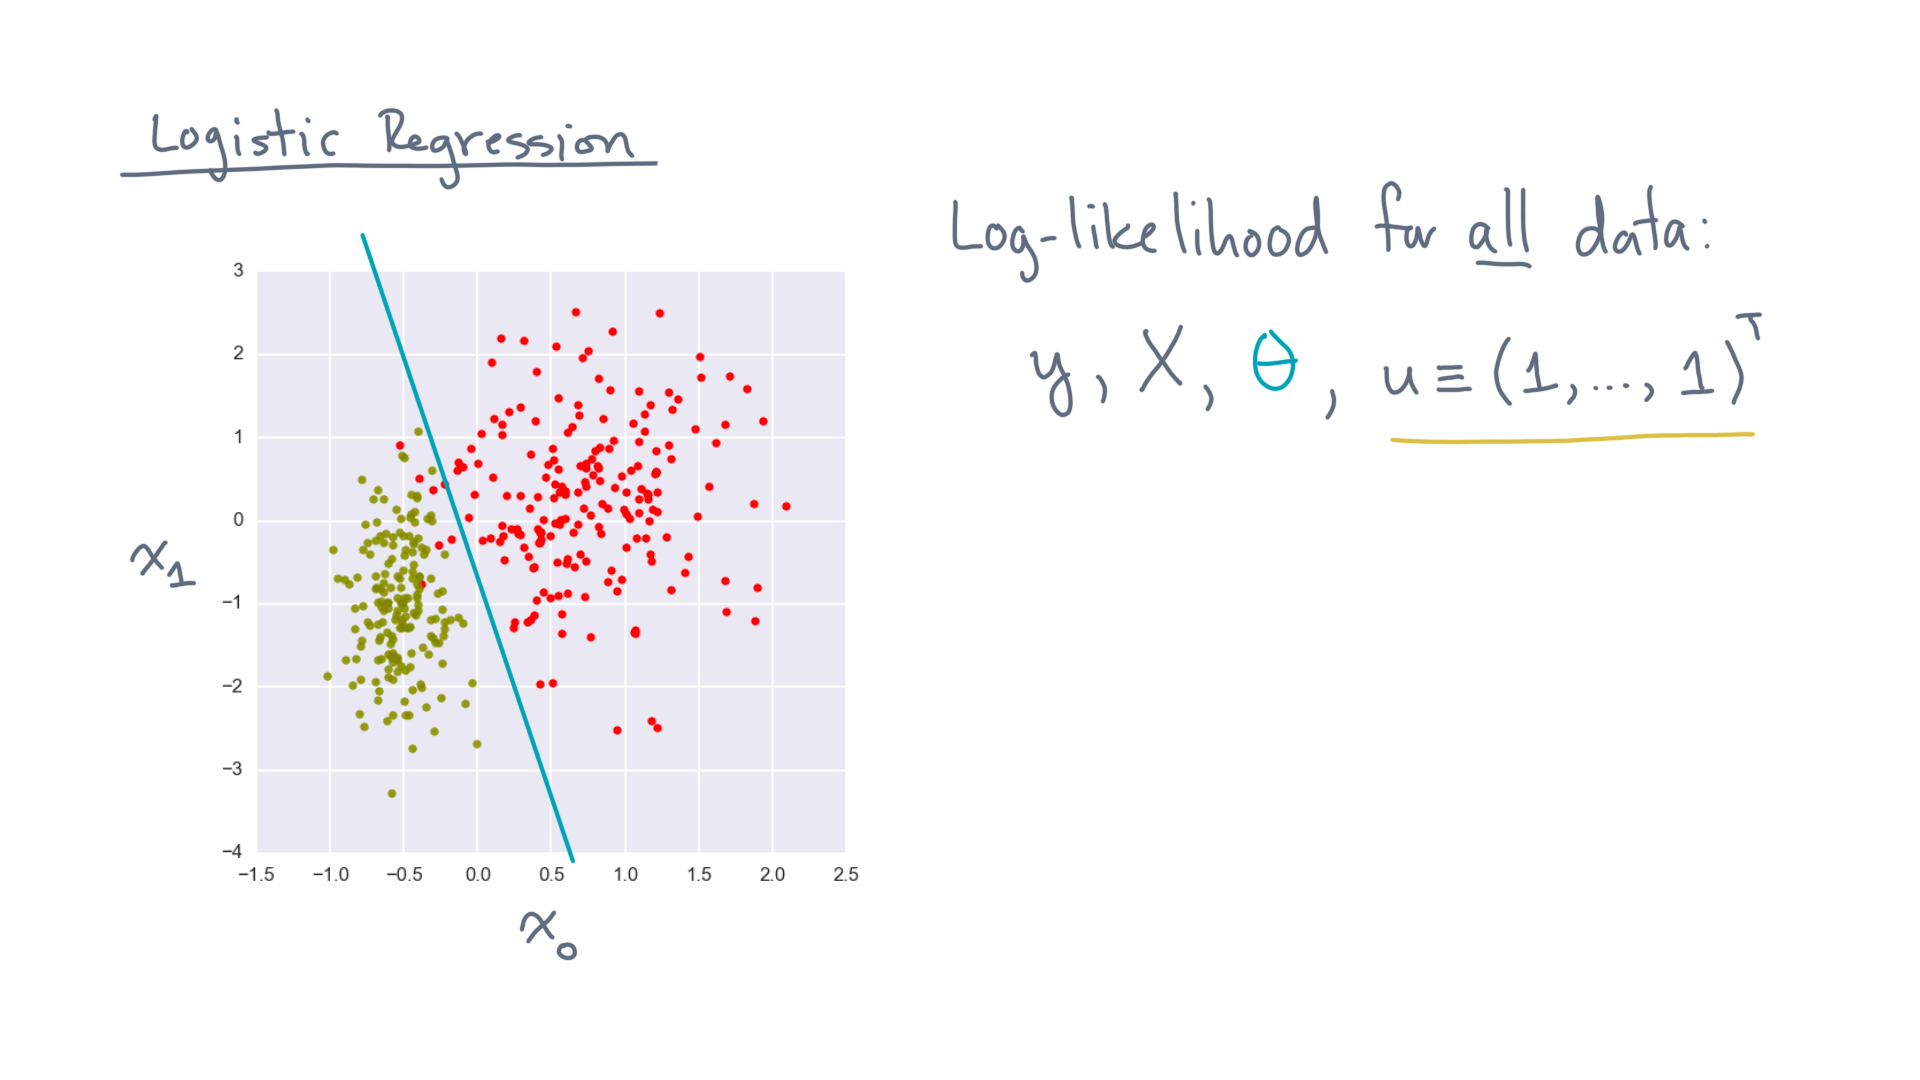 Logistic Regression
Log-likelihood for all data:
y, X, θ, u ≡ (1, ..., 1)ᵀ
3
2
1
0
−1
−2
−3
−4
x₁
−1.5 −1.0 −0.5 0.0 0.5 1.0 1.5 2.0 2.5
x₀